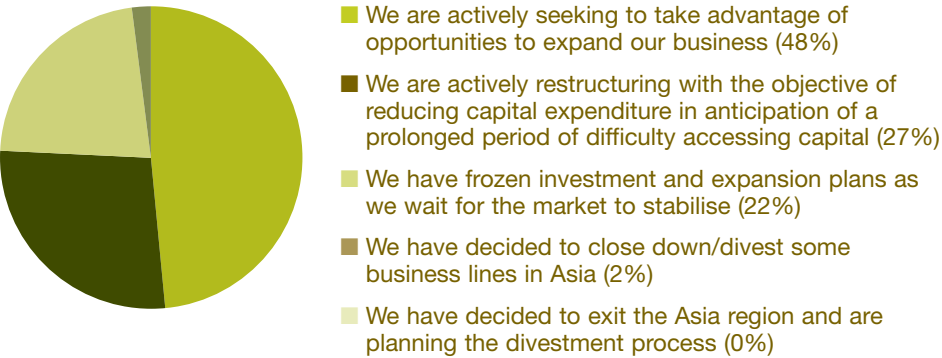 We are actively seeking to take advantage of
opportunities to expand our business (48%)
We are actively restructuring with the objective of
reducing capital expenditure in anticipation of a
prolonged period of difficulty accessing capital (27%)
We have frozen investment and expansion plans as
we wait for the market to stabilise (22%)
We have decided to close down/divest some
business lines in Asia (2%)
We have decided to exit the Asia region and are
planning the divestment process (0%)